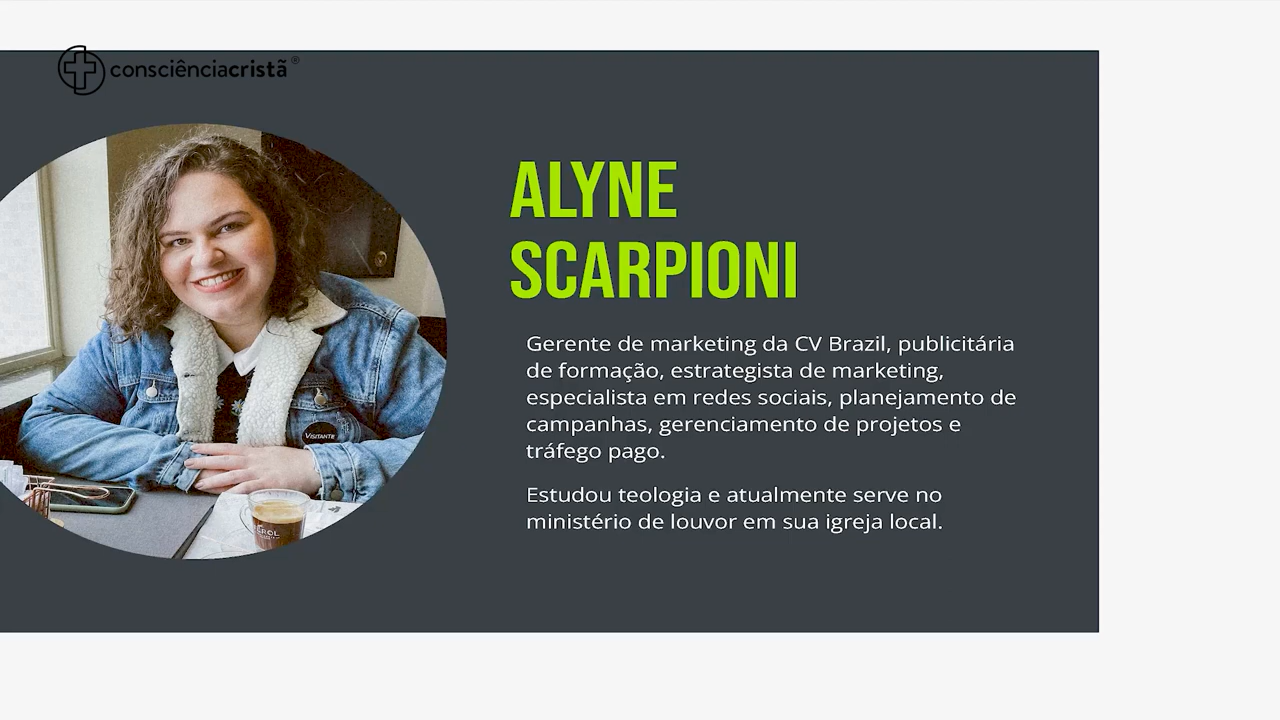 consciênciacristã®
ALYNE
SCARPIONI
Gerente de marketing da CV Brazil, publicitária
de formação, estrategista de marketing,
especialista em redes sociais, planejamento de
campanhas, gerenciamento de projetos e
tráfego pago.
Estudou teologia e atualmente serve no
ministério de louvor em sua igreja local.
VISITANTE